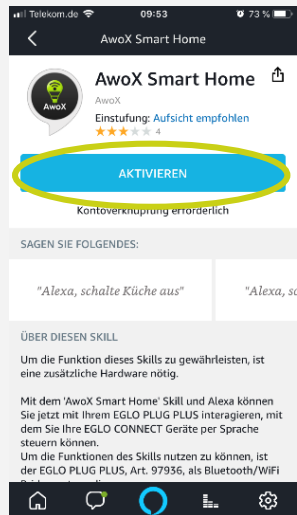 Telekom.de 09:53 73 %
AwoX Smart Home
AwoX
AwoX Smart Home
AwoX
Einstufung: Aufsicht empfohlen
4
AKTIVIEREN
Kontoverknüpfung erforderlich
SAGEN SIE FOLGENDES:
"Alexa, schalte Küche aus" "Alexa, sc
ÜBER DIESEN SKILL
Um die Funktion dieses Skills zu gewährleisten, ist
eine zusätzliche Hardware nötig.
Mit dem 'AwoX Smart Home' Skill und Alexa können
Sie jetzt mit Ihrem EGLO PLUG PLUS interagieren, mit
dem Sie Ihre EGLO CONNECT Geräte per Sprache
steuern können.
Um die Funktionen des Skills nutzen zu können, ist
der EGLO PLUG PLUS, Art. 97936, als Bluetooth/WiFi